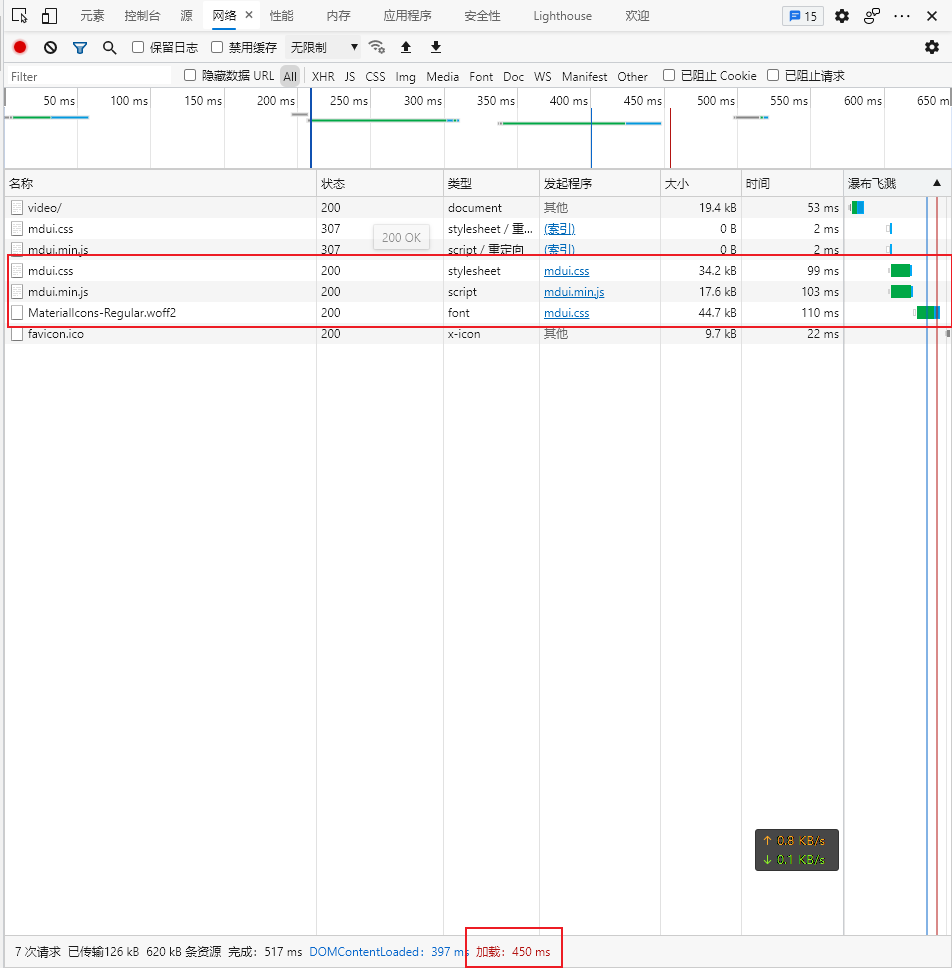 元素 控制台 源 网络 × 性能 内存 应用程序 安全性 Lighthouse 欢迎 15
保留日志 禁用缓存 无限制
Filter 隐藏数据 URL All XHR JS CSS Img Media Font Doc WS Manifest Other 已阻止 Cookie 已阻止请求
50 ms 100 ms 150 ms 200 ms 250 ms 300 ms 350 ms 400 ms 450 ms 500 ms 550 ms 600 ms 650 m
名称 状态 类型 发起程序 大小 时间 瀑布飞溅
video/ 200 document 其他 19.4 kB 53 ms
mdui.css 307 stylesheet / 重... (索引) 0 B 2 ms
mdui.min.js 307 script / 重定向 (索引) 0 B 2 ms
200 OK
mdui.css 200 stylesheet mdui.css 34.2 kB 99 ms
mdui.min.js 200 script mdui.min.js 17.6 kB 103 ms
MaterialIcons-Regular.woff2 200 font mdui.css 44.7 kB 110 ms
favicon.ico 200 x-icon 其他 9.7 kB 22 ms
↑ 0.8 KB/s
↓ 0.1 KB/s
7 次请求 已传输126 kB 620 kB 条资源 完成：517 ms DOMContentLoaded：397 ms 加载：450 ms